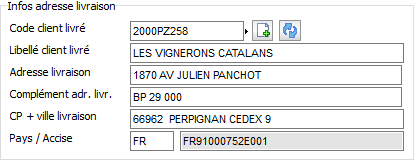 Infos adresse livraison
Code client livré 2000PZ258
Libellé client livré LES VIGNERONS CATALANS
Adresse livraison 1870 AV JULIEN PANCHOT
Complément adr. livr. BP 29 000
CP + ville livraison 66962 PERPIGNAN CEDEX 9
Pays / Accise FR FR91000752E001